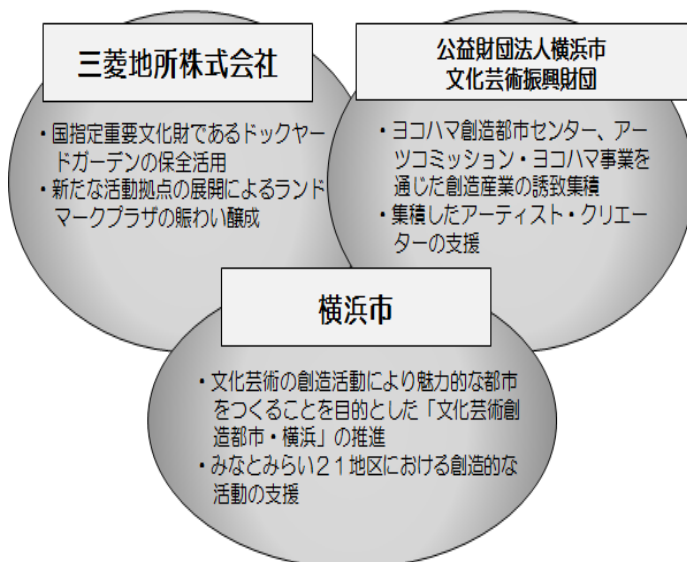 三菱地所株式会社
・国指定重要文化財であるドックヤー
ドガーデンの保全活用
・新たな活動拠点の展開によるランド
マークプラザの賑わい醸成
公益財団法人横浜市
文化芸術振興財団
・ヨコハマ創造都市センター、アー
ツコミッション・ヨコハマ事業を
通じた創造産業の誘致集積
・集積したアーティスト・クリエー
ターの支援
横浜市
・文化芸術の創造活動により魅力的な都市
をつくることを目的とした「文化芸術創
造都市・横浜」の推進
・みなとみらい２１地区における創造的な
活動の支援